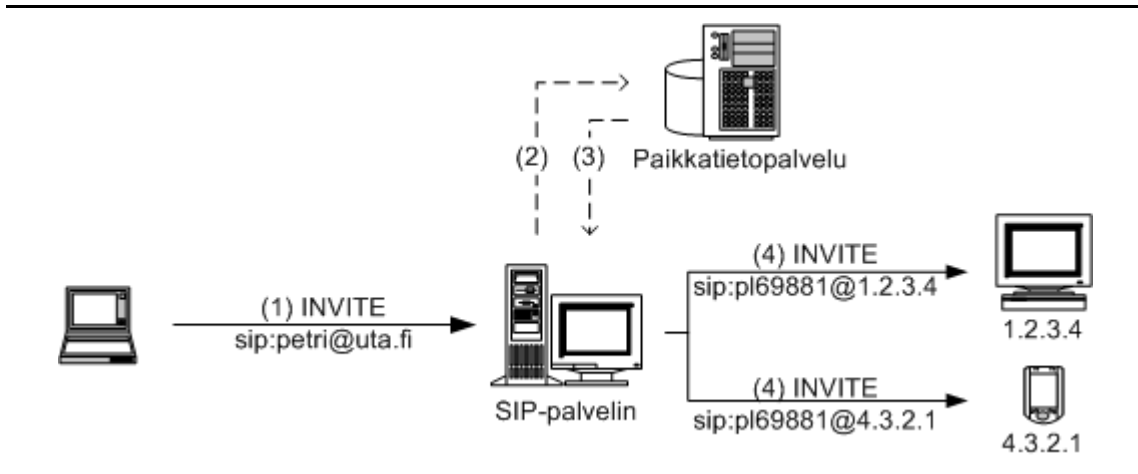 (2) (3) Paikkatietopalvelu
(1) INVITE
sip:petri@uta.fi
SIP-palvelin
(4) INVITE
sip:pl69881@1.2.3.4
1.2.3.4
(4) INVITE
sip:pl69881@4.3.2.1
4.3.2.1